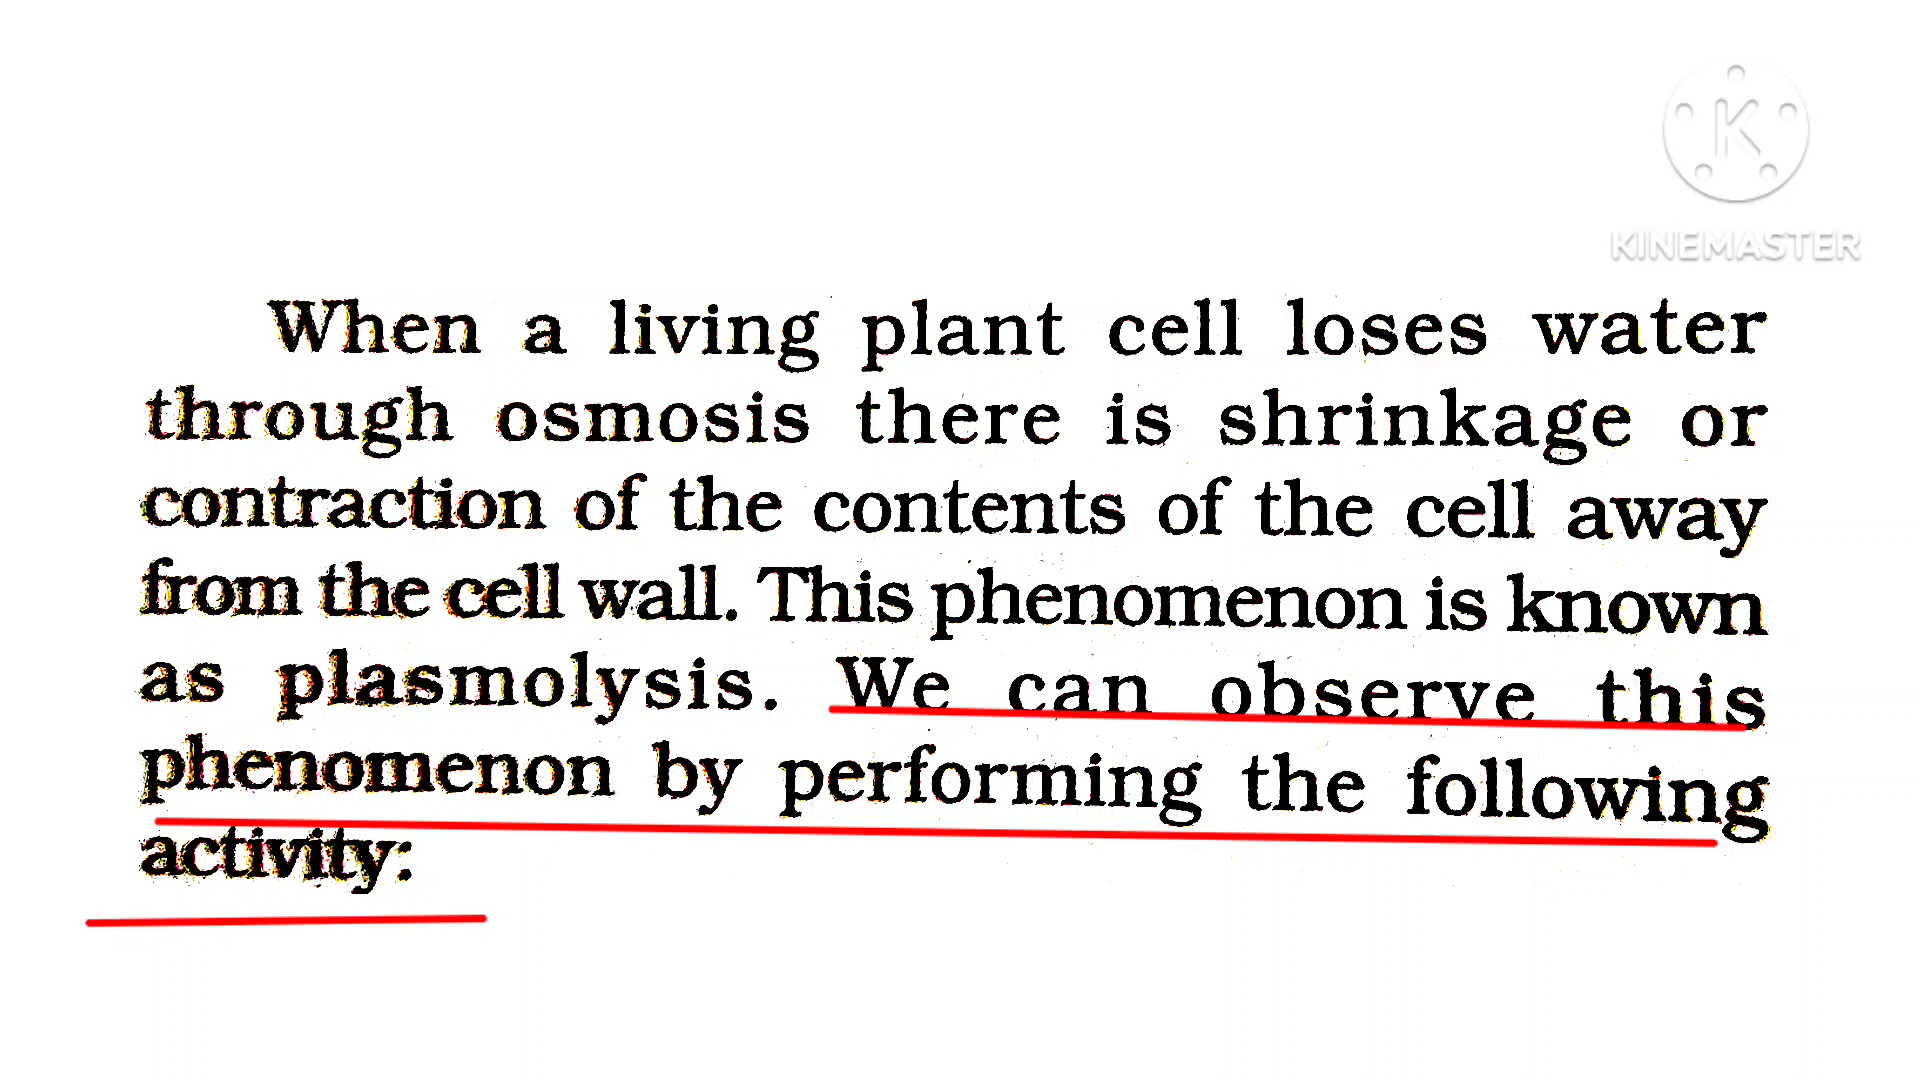 K
KINEMASTER
When a living plant cell loses water
through osmosis there is shrinkage or
contraction of the contents of the cell away
from the cell wall. This phenomenon is known
as plasmolysis. We can observe this
phenomenon by performing the following
activity: